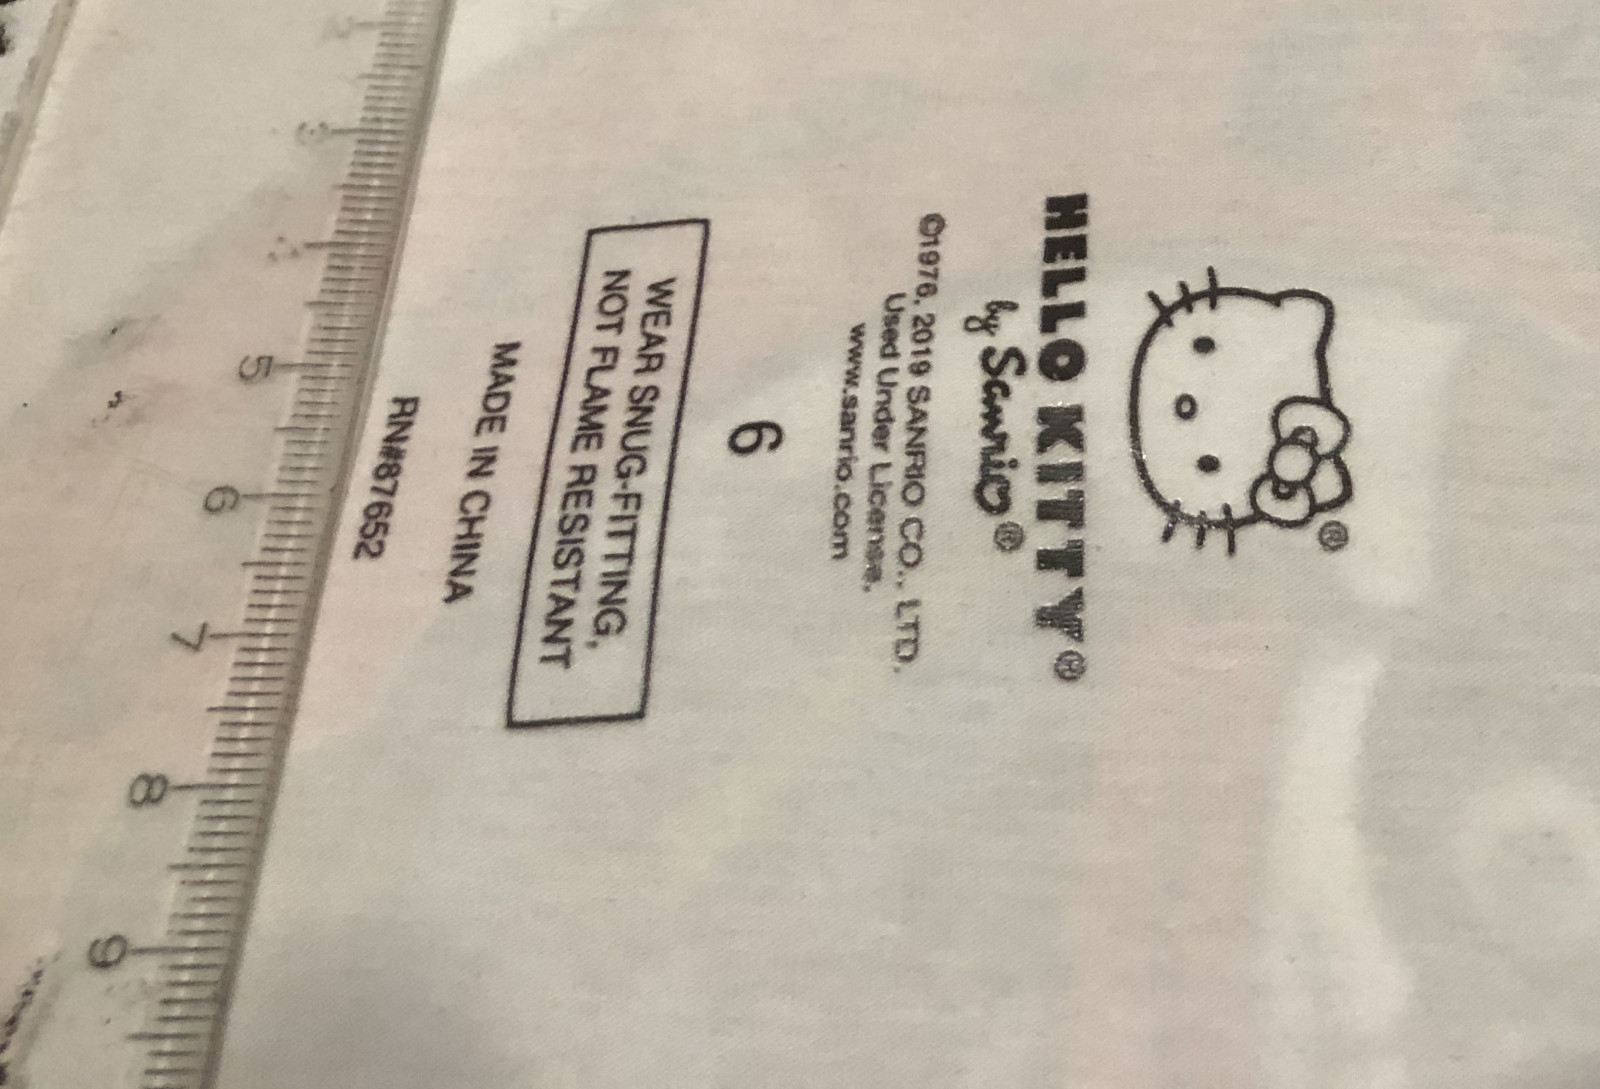 ®
HELLO KITTY®
by Sanrio®
©1976, 2019 SANRIO CO., LTD.
Used Under License.
www.sanrio.com
6
WEAR SNUG-FITTING,
NOT FLAME RESISTANT
MADE IN CHINA
RN#87652
3
5
6
7
8
9